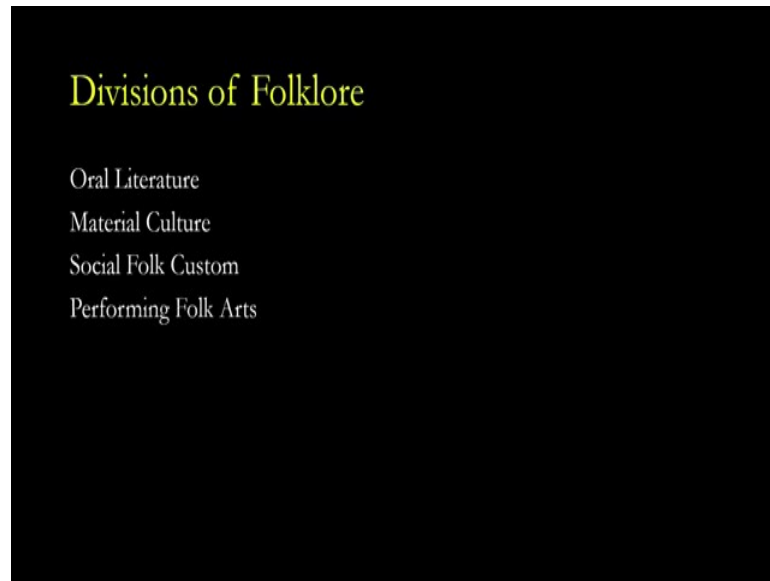 Divisions of Folklore
Oral Literature
Material Culture
Social Folk Custom
Performing Folk Arts